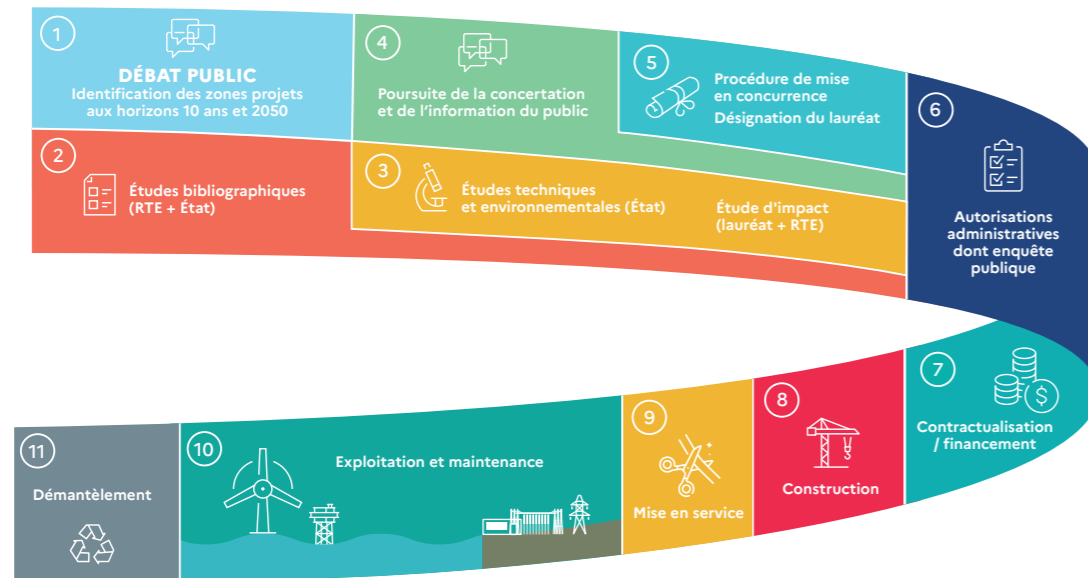 1
DÉBAT PUBLIC
Identification des zones projets
aux horizons 10 ans et 2050
2
Études bibliographiques
(RTE + État)
3
Études techniques
et environnementales (État)
Étude d'impact
(lauréat + RTE)
4
Poursuite de la concertation
et de l'information du public
5
Procédure de mise
en concurrence
Désignation du lauréat
6
Autorisations
administratives
dont enquête
publique
7
$
Contractualisation
/ financement
8
Construction
9
Mise en service
10
Exploitation et maintenance
11
Démantèlement